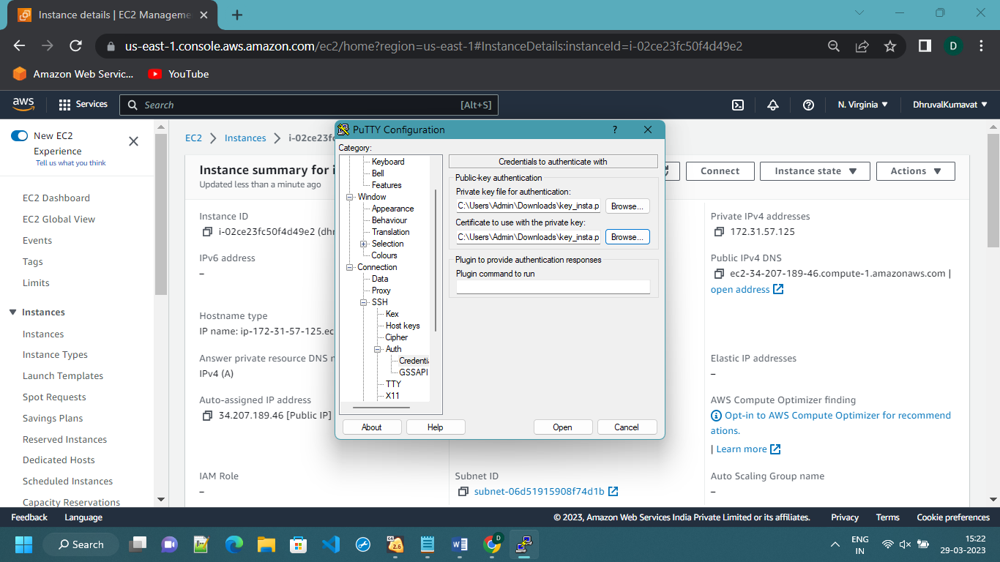 Instance details | EC2 Manageme
us-east-1.console.aws.amazon.com/ec2/home?region=us-east-1#InstanceDetails:instanceId=i-02ce23fc50f4d49e2
D
Amazon Web Servic...
YouTube
aws
Services
Search
[Alt+S]
N. Virginia
DhruvalKumavat
New EC2
Experience
Tell us what you think
EC2 Dashboard
EC2 Global View
Events
Tags
Limits
Instances
Instances
Instance Types
Launch Templates
Spot Requests
Savings Plans
Reserved Instances
Dedicated Hosts
Scheduled Instances
Capacity Reservations
EC2
Instances
i-02ce23fc
Instance summary for i
Updated less than a minute ago
Connect
Instance state
Actions
Instance ID
i-02ce23fc50f4d49e2 (dhr
IPv6 address
–
Hostname type
IP name: ip-172-31-57-125.ec
Answer private resource DNS n
IPv4 (A)
Auto-assigned IP address
34.207.189.46 [Public IP]
IAM Role
–
Subnet ID
subnet-06d51915908f74d1b
Private IPv4 addresses
172.31.57.125
Public IPv4 DNS
ec2-34-207-189-46.compute-1.amazonaws.com |
open address
Elastic IP addresses
–
AWS Compute Optimizer finding
Opt-in to AWS Compute Optimizer for recommend
ations.
| Learn more
Auto Scaling Group name
–
PuTTY Configuration
?
Category:
Keyboard
Bell
Features
Window
Appearance
Behaviour
Translation
Selection
Colours
Connection
Data
Proxy
SSH
Kex
Host keys
Cipher
Auth
Credentia
GSSAPI
TTY
X11
Credentials to authenticate with
Public-key authentication
Private key file for authentication:
C:\Users\Admin\Downloads\key_insta.p
Browse...
Certificate to use with the private key:
C:\Users\Admin\Downloads\key_insta.p
Browse...
Plugin to provide authentication responses
Plugin command to run
About
Help
Open
Cancel
Feedback
Language
© 2023, Amazon Web Services India Private Limited or its affiliates.
Privacy
Terms
Cookie preferences
Search
64
2.6
W
D
ENG
IN
15:22
29-03-2023